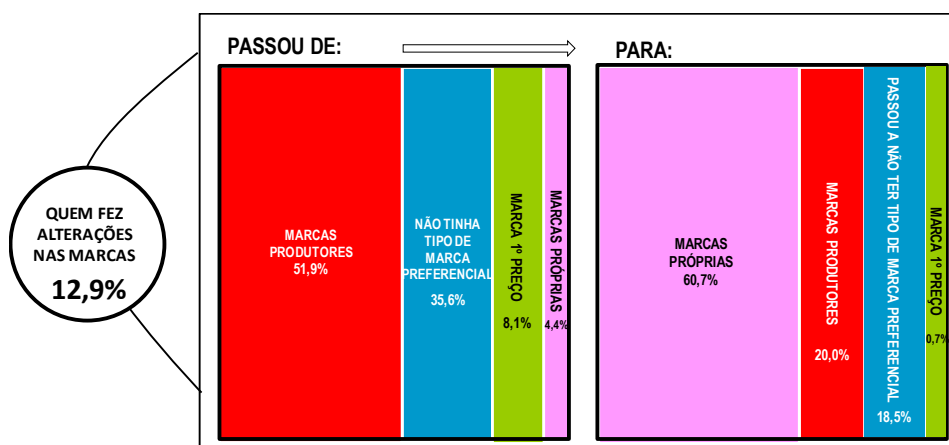 PASSOU DE:
PARA:
QUEM FEZ
ALTERAÇÕES
NAS MARCAS
12,9%
MARCAS
PRODUTORES
51,9%
NÃO TINHA
TIPO DE
MARCA
PREFERENCIAL
35,6%
MARCA 1º PREÇO
8,1%
MARCAS PRÓPRIAS
4,4%
MARCAS
PRÓPRIAS
60,7%
MARCAS PRODUTORES
20,0%
PASSOU A NÃO TER TIPO DE MARCA PREFERENCIAL
18,5%
MARCA 1º PREÇO
0,7%